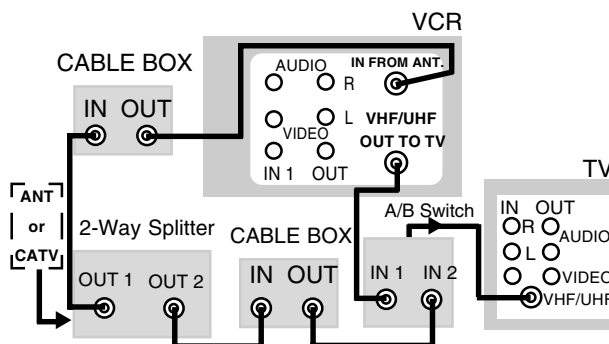 VCR
CABLE BOX
IN OUT
AUDIO
R
L
VIDEO
IN 1 OUT
IN FROM ANT.
VHF/UHF
OUT TO TV
ANT
or
CATV
2-Way Splitter
OUT 1 OUT 2
CABLE BOX
IN OUT
A/B Switch
IN 1 IN 2
TV
IN OUT
R AUDIO
L
VIDEO
VHF/UHF